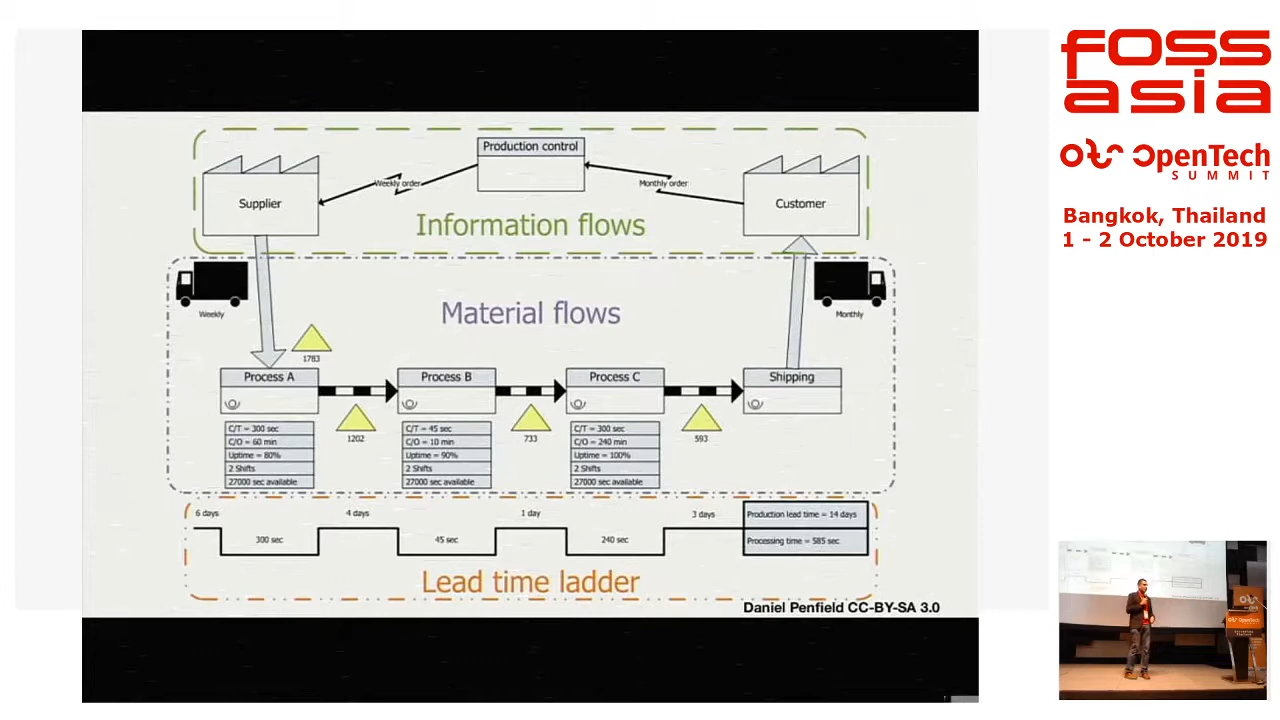 Production control
Weekly order
Monthly order
Supplier
Customer
Information flows
Weekly
Material flows
Monthly
1783
Process A
Process B
Process C
Shipping
1202
733
593
C/T = 300 sec
C/O = 60 min
Uptime = 80%
2 Shifts
27000 sec available
C/T = 45 sec
C/O = 10 min
Uptime = 90%
2 Shifts
27000 sec available
C/T = 300 sec
C/O = 240 min
Uptime = 100%
2 Shifts
27000 sec available
6 days
4 days
1 day
3 days
Production lead time = 14 days
300 sec
45 sec
240 sec
Processing time = 585 sec
Lead time ladder
Daniel Penfield CC-BY-SA 3.0
foss
asia
OpenTech
SUMMIT
Bangkok, Thailand
1 - 2 October 2019
OpenTech